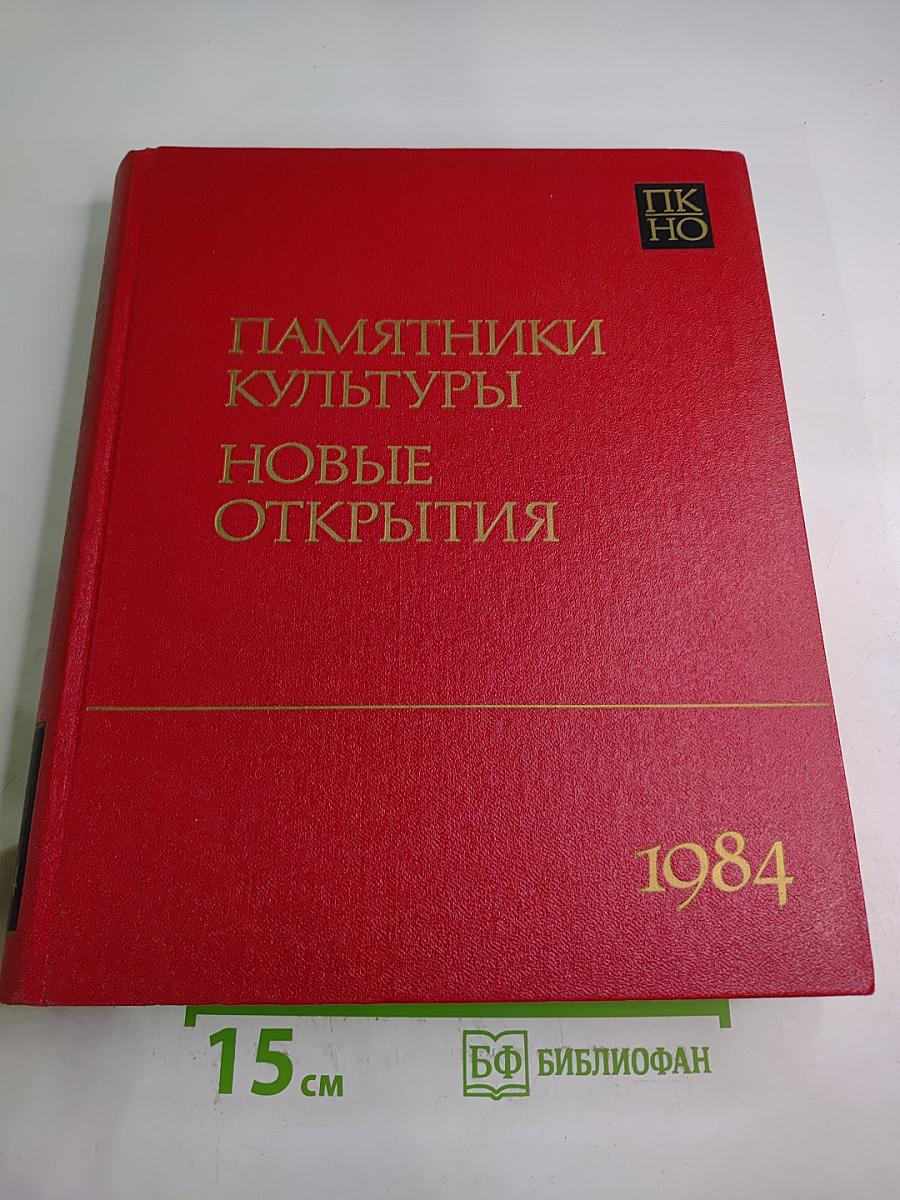 ПК
НО
ПАМЯТНИКИ
КУЛЬТУРЫ
НОВЫЕ
ОТКРЫТИЯ
1984
15 см
БФ БИБЛИОФАН